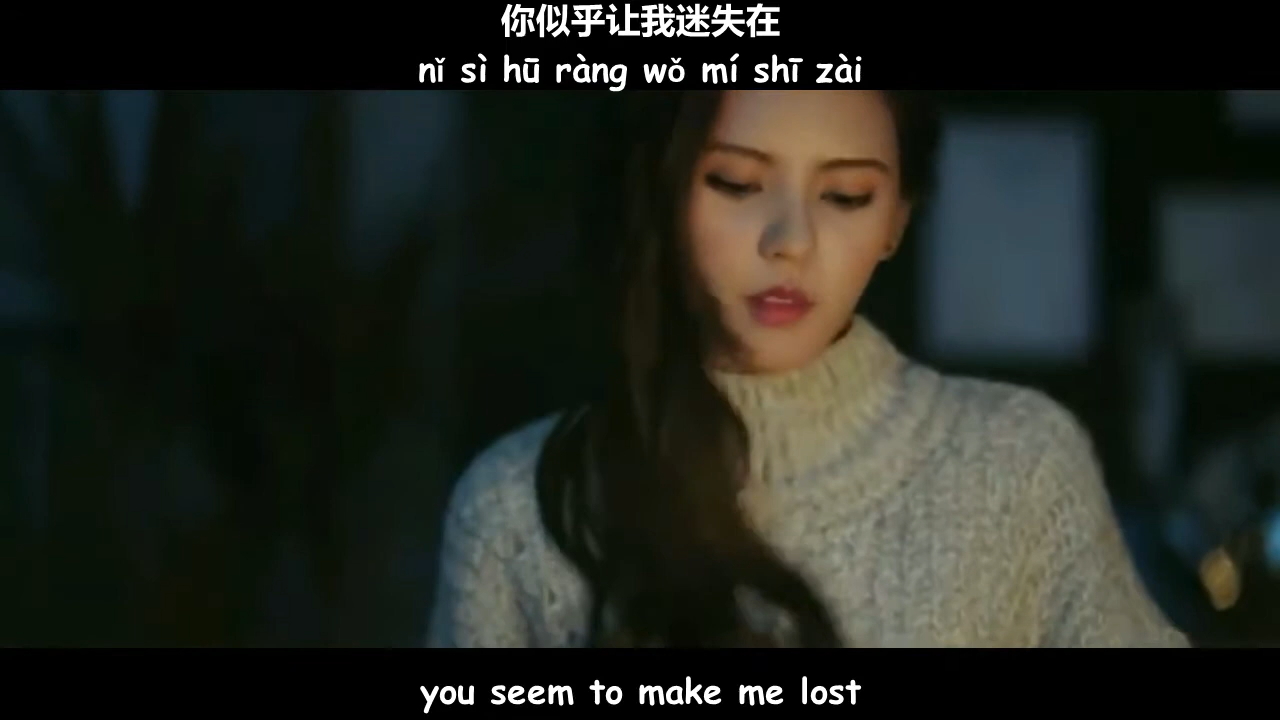 你似乎让我迷失在
nǐ sì hū ràng wǒ mí shī zài
you seem to make me lost